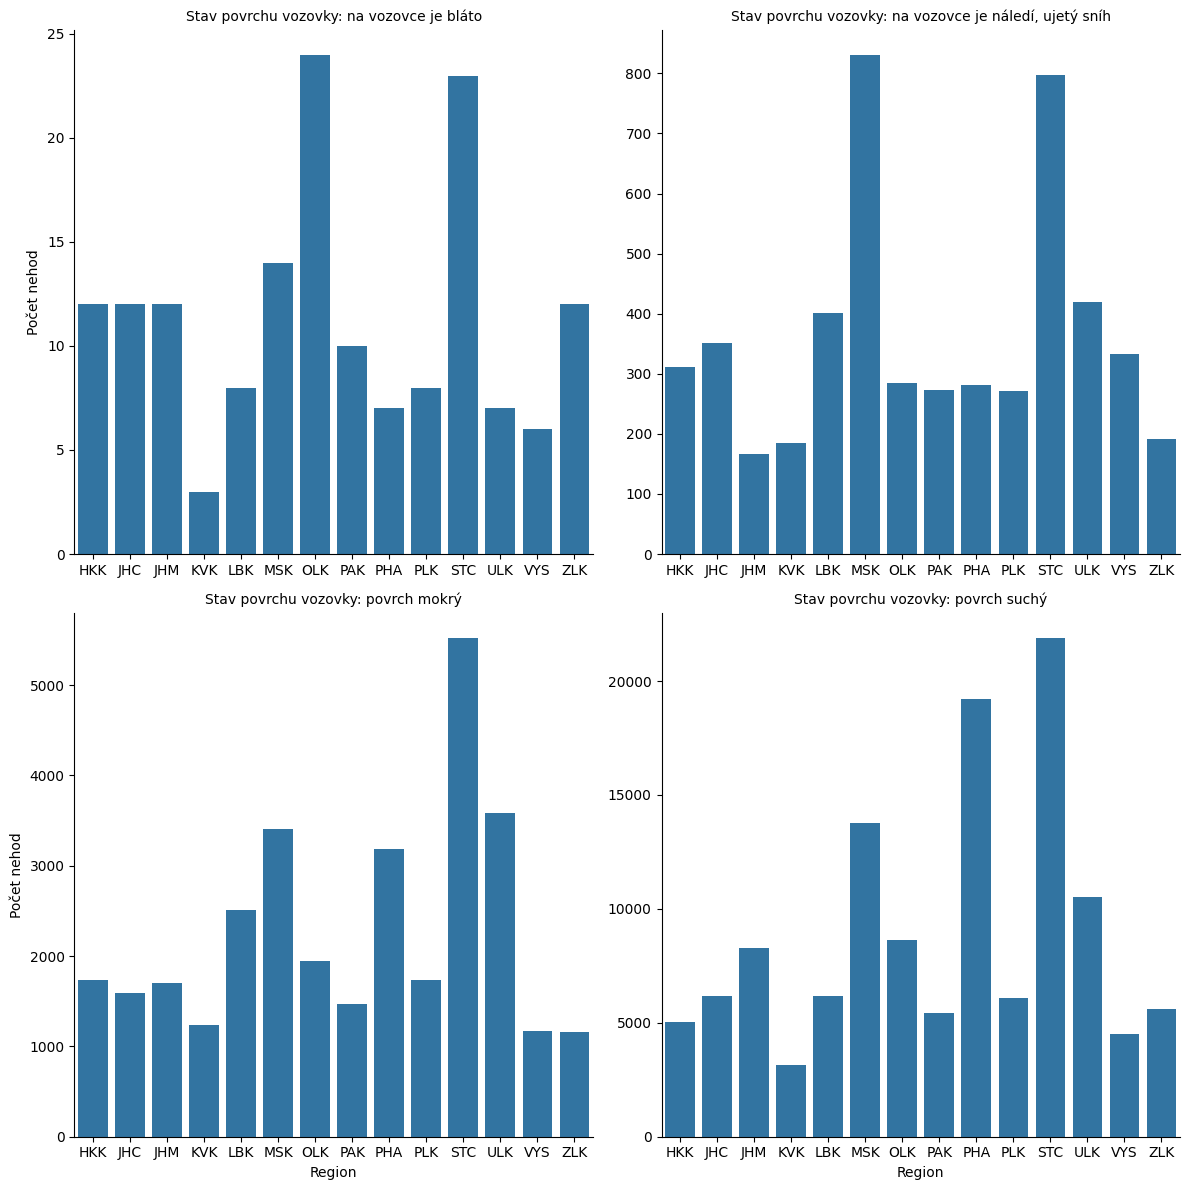 Stav povrchu vozovky: na vozovce je bláto
25
20
15
10
5
0
Počet nehod
HKK JHC JHM KVK LBK MSK OLK PAK PHA PLK STC ULK VYS ZLK
Stav povrchu vozovky: na vozovce je náledí, ujetý sníh
800
700
600
500
400
300
200
100
0
HKK JHC JHM KVK LBK MSK OLK PAK PHA PLK STC ULK VYS ZLK
Stav povrchu vozovky: povrch mokrý
5000
4000
3000
2000
1000
0
Počet nehod
HKK JHC JHM KVK LBK MSK OLK PAK PHA PLK STC ULK VYS ZLK
Region
Stav povrchu vozovky: povrch suchý
20000
15000
10000
5000
0
HKK JHC JHM KVK LBK MSK OLK PAK PHA PLK STC ULK VYS ZLK
Region